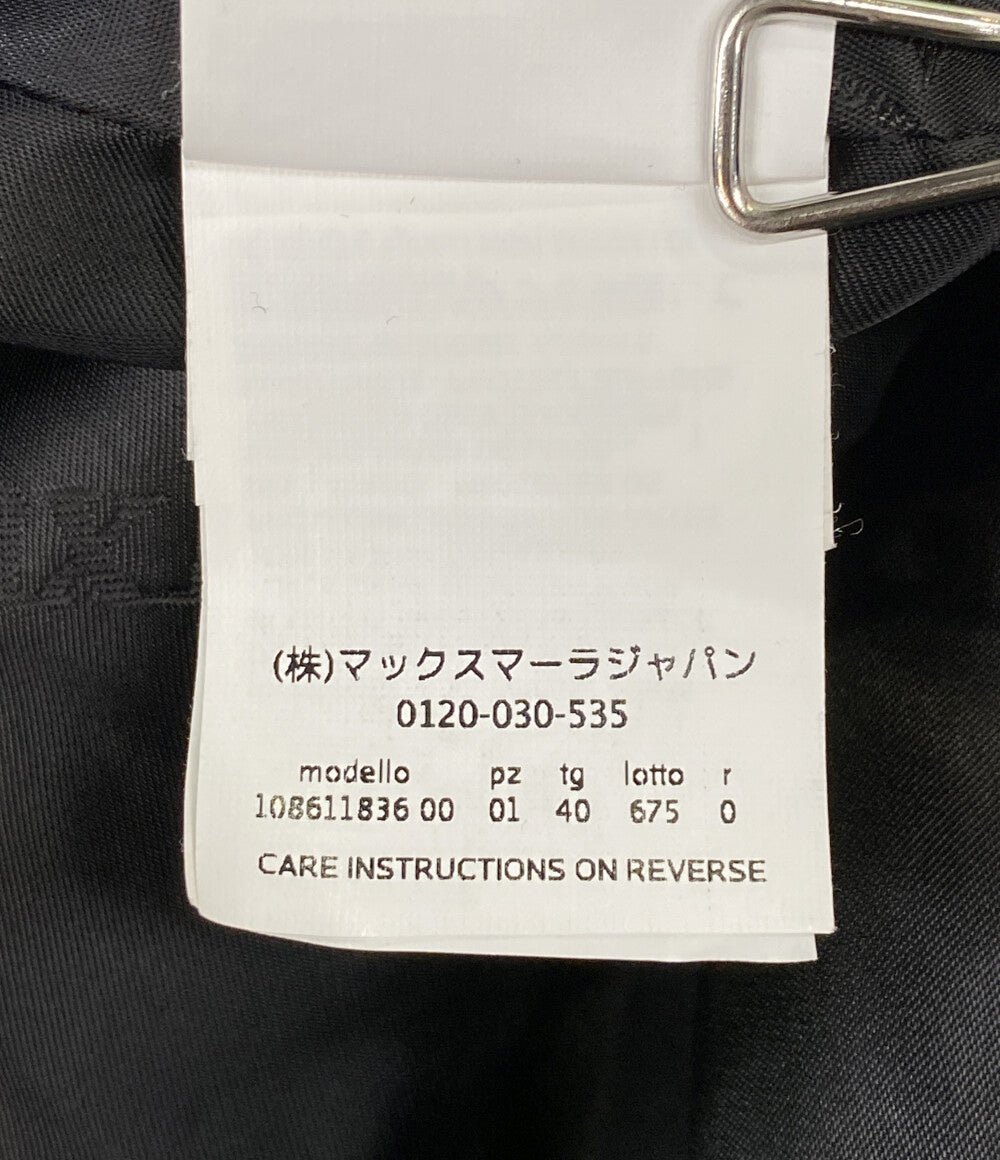 (株)マックスマーラジャパン
0120-030-535
modello pz tg lotto r
108611836 00 01 40 675 0
CARE INSTRUCTIONS ON REVERSE